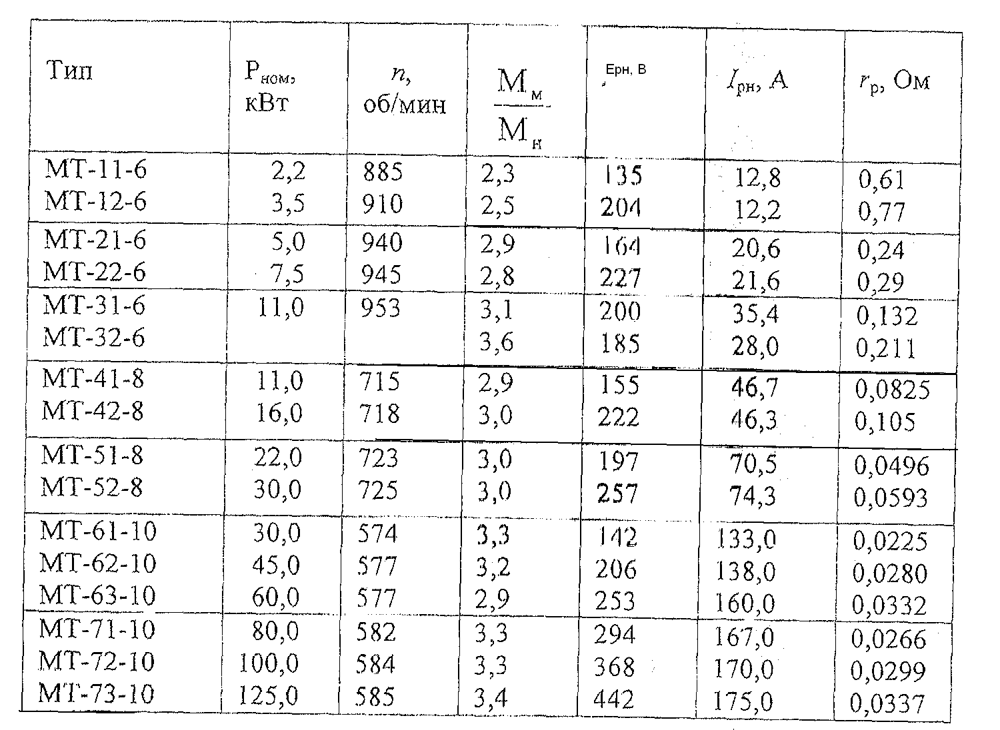 Тип Pном, кВт n, об/мин Мм/Мн Ерн, В Iрн, А rр, Ом
МТ-11-6 2,2 885 2,3 135 12,8 0,61
МТ-12-6 3,5 910 2,5 204 12,2 0,77
МТ-21-6 5,0 940 2,9 164 20,6 0,24
МТ-22-6 7,5 945 2,8 227 21,6 0,29
МТ-31-6 11,0 953 3,1 200 35,4 0,132
МТ-32-6 3,6 185 28,0 0,211
МТ-41-8 11,0 715 2,9 155 46,7 0,0825
МТ-42-8 16,0 718 3,0 222 46,3 0,105
МТ-51-8 22,0 723 3,0 197 70,5 0,0496
МТ-52-8 30,0 725 3,0 257 74,3 0,0593
МТ-61-10 30,0 574 3,3 142 133,0 0,0225
МТ-62-10 45,0 577 3,2 206 138,0 0,0280
МТ-63-10 60,0 577 2,9 253 160,0 0,0332
МТ-71-10 80,0 582 3,3 294 167,0 0,0266
МТ-72-10 100,0 584 3,3 368 170,0 0,0299
МТ-73-10 125,0 585 3,4 442 175,0 0,0337